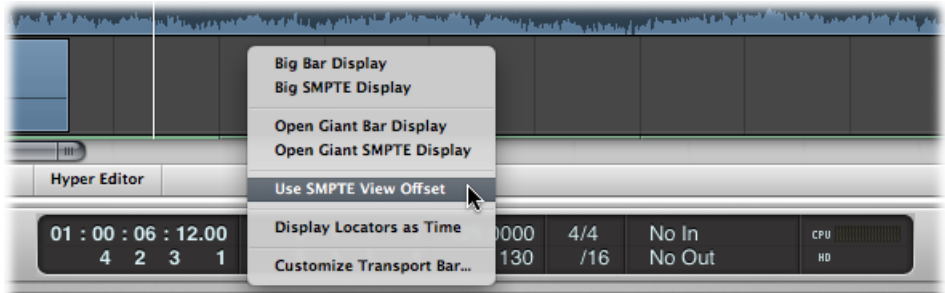 Big Bar Display
Big SMPTE Display
Open Giant Bar Display
Open Giant SMPTE Display
Use SMPTE View Offset
Display Locators as Time
Customize Transport Bar...
Hyper Editor
01 : 00 : 06 : 12.00
4 2 3 1
0000 4/4 No In CPU
130 /16 No Out HD